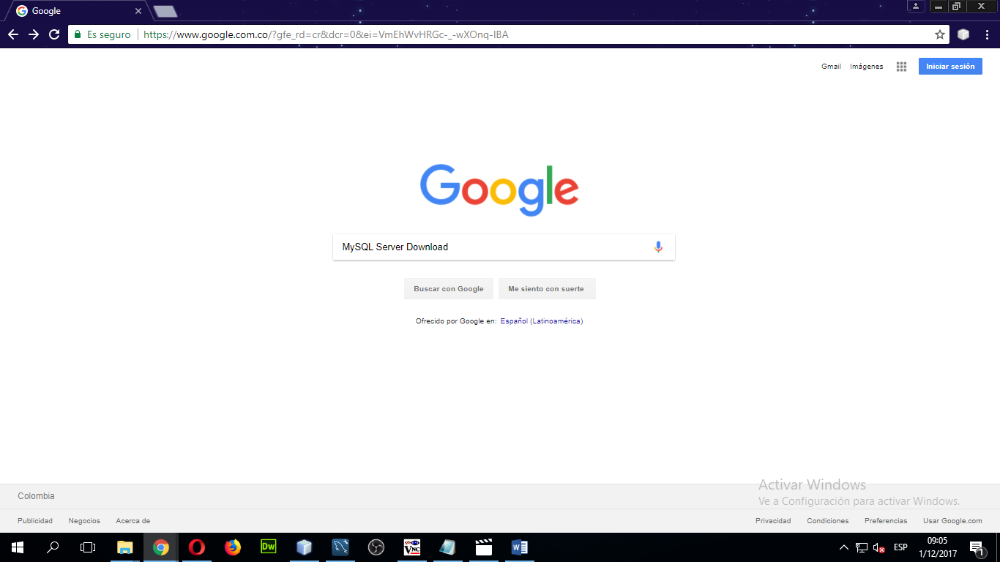 Google
Es seguro https://www.google.com.co/?gfe_rd=cr&dcr=0&ei=VmEhWvHRGc-_-wXOnq-IBA
Gmail Imágenes Iniciar sesión
Google
MySQL Server Download
Buscar con Google Me siento con suerte
Ofrecido por Google en: Español (Latinoamérica)
Activar Windows
Ve a Configuración para activar Windows.
Colombia
Publicidad Negocios Acerca de Privacidad Condiciones Preferencias Usar Google.com
Dw
VNC
W
ESP
09:05
1/12/2017
1